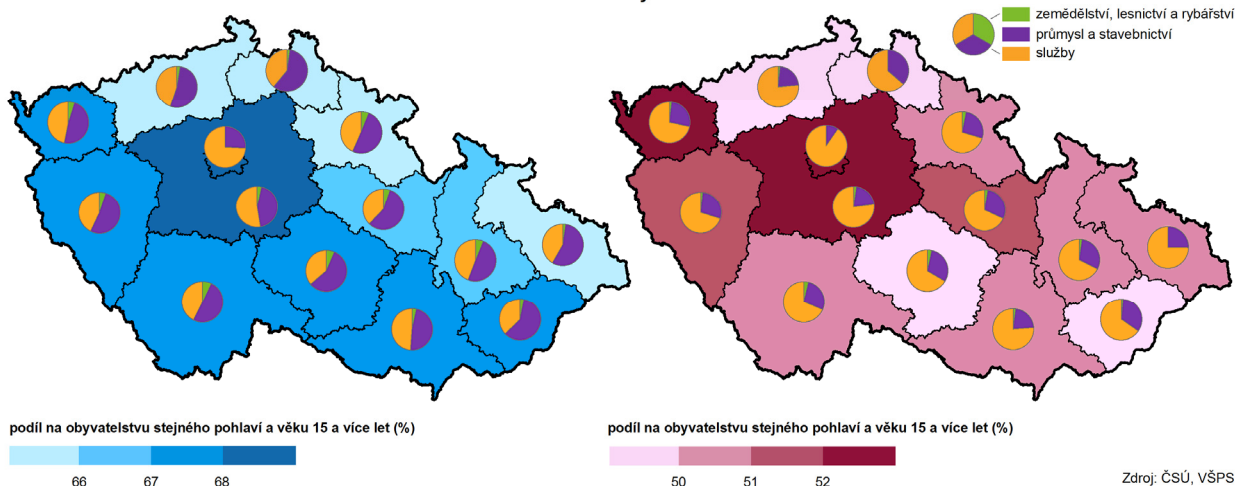 zemědělství, lesnictví a rybářství
průmysl a stavebnictví
služby
podíl na obyvatelstvu stejného pohlaví a věku 15 a více let (%)
66 67 68
podíl na obyvatelstvu stejného pohlaví a věku 15 a více let (%)
50 51 52
Zdroj: ČSÚ, VŠPS